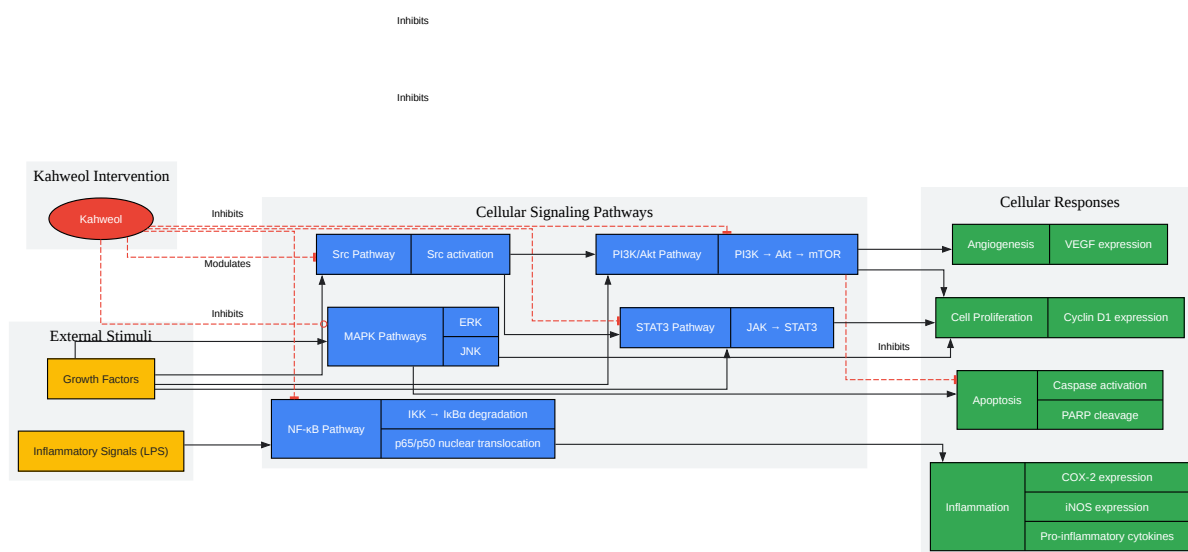 Inhibits
Inhibits
Kahweol Intervention
Kahweol
Inhibits
Modulates
Inhibits
External Stimuli
Growth Factors
Inflammatory Signals (LPS)
Cellular Signaling Pathways
Src Pathway
Src activation
PI3K/Akt Pathway
PI3K → Akt → mTOR
MAPK Pathways
ERK
JNK
STAT3 Pathway
JAK → STAT3
NF-κB Pathway
IKK → IκBα degradation
p65/p50 nuclear translocation
Inhibits
Cellular Responses
Angiogenesis
VEGF expression
Cell Proliferation
Cyclin D1 expression
Apoptosis
Caspase activation
PARP cleavage
Inflammation
COX-2 expression
iNOS expression
Pro-inflammatory cytokines